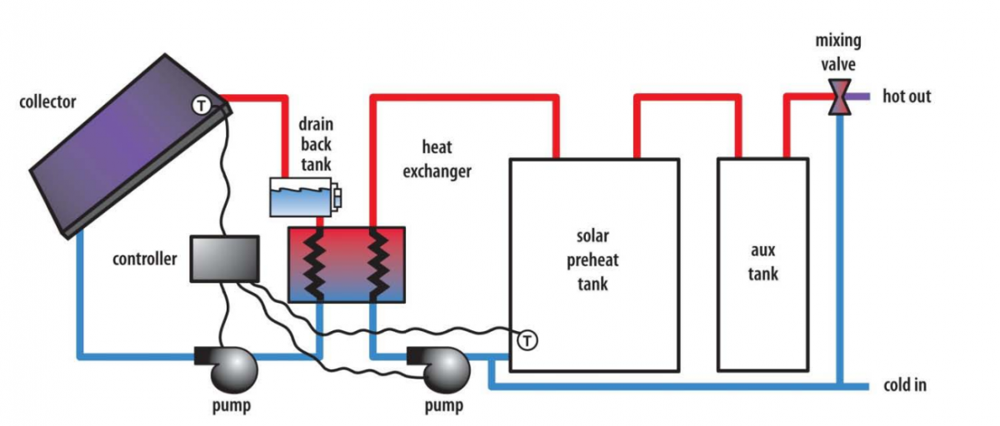 mixing
valve
hot out
collector
T
drain
back
tank
heat
exchanger
solar
preheat
tank
aux
tank
controller
T
cold in
pump
pump